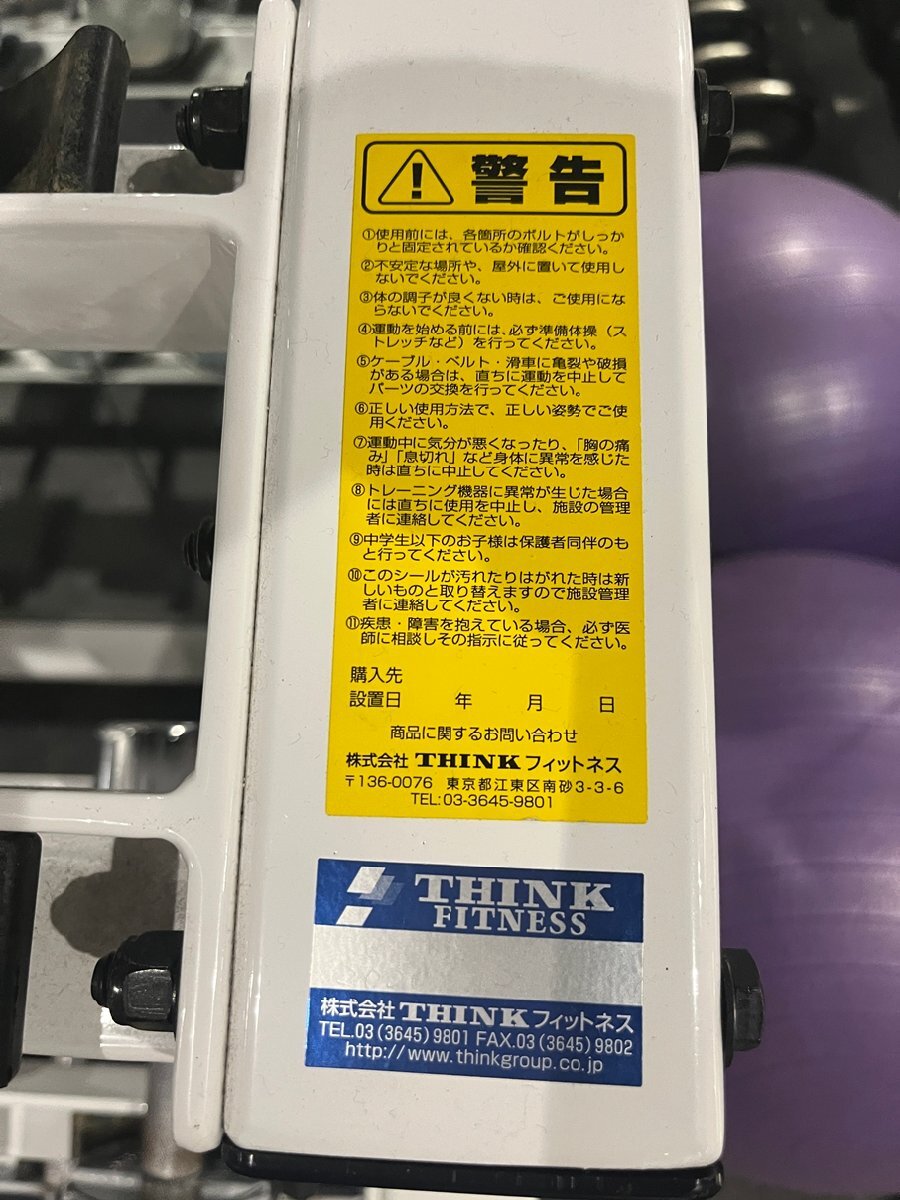 警告
①使用前には、各箇所のボルトがしっか
りと固定されているか確認ください。
②不安定な場所や、屋外に置いて使用し
ないでください。
③体の調子が良くない時は、ご使用にな
らないでください。
④運動を始める前には、必ず準備体操（ス
トレッチなど）を行ってください。
⑤ケーブル・ベルト・滑車に亀裂や破損
がある場合は、直ちに運動を中止して
パーツの交換を行ってください。
⑥正しい使用方法で、正しい姿勢でご使
用ください。
⑦運動中に気分が悪くなったり、「胸の痛
み」「息切れ」など身体に異常を感じた
時は直ちに中止してください。
⑧トレーニング機器に異常が生じた場合
には直ちに使用を中止し、施設の管理
者に連絡してください。
⑨中学生以下のお子様は保護者同伴のも
と行ってください。
⑩このシールが汚れたりはがれた時は新
しいものと取り替えますので施設管理
者に連絡してください。
⑪疾患・障害を抱えている場合、必ず医
師に相談しその指示に従ってください。
購入先
設置日 年 月 日
商品に関するお問い合わせ
株式会社 THINK フィットネス
〒136-0076 東京都江東区南砂3-3-6
TEL:03-3645-9801
THINK
FITNESS
株式会社 THINK フィットネス
TEL.03(3645)9801 FAX.03(3645)9802
http://www.thinkgroup.co.jp